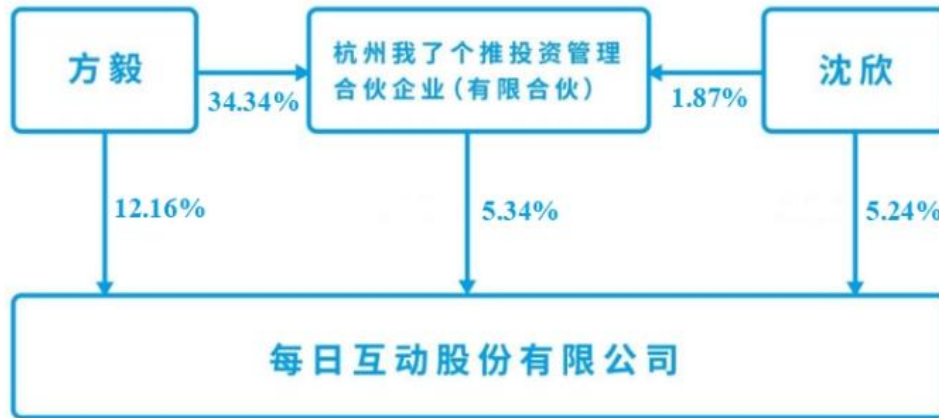 方毅
杭州我了个推投资管理
合伙企业(有限合伙)
沈欣
34.34%
1.87%
12.16%
5.34%
5.24%
每日互动股份有限公司